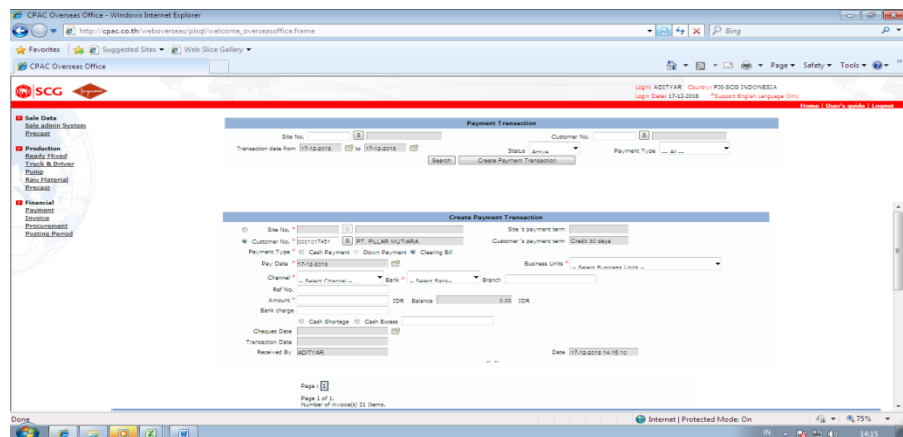 CPAC Overseas Office - Windows Internet Explorer
http://cpac.co.th/weboverseas/plsql/welcome_overseasoffice.frame
Bing
Favorites Suggested Sites Web Slice Gallery
CPAC Overseas Office
Page Safety Tools
SCG
Login: ADITYAR Country: F30-SCG INDONESIA
Login Date: 17-12-2018 *Support English Language Only
Home | User's guide | Logout
Sale Data
Sale admin System
Precast
Production
Ready Mixed
Truck & Driver
Pump
Raw Material
Precast
Financial
Payment
Invoice
Procurement
Posting Period
Payment Transaction
Site No. S Customer No. S
Transaction date from 17-12-2018 to 17-12-2018 Status Active Payment Type -- All --
Search Create Payment Transaction
Create Payment Transaction
Site No. * S Site 's payment term
Customer No. * 0001017451 S PT. PILLAR MUTIARA Customer 's payment term Credit 30 days
Payment Type * Cash Payment Down Payment Clearing Bill
Pay Date * 17-12-2018 Business Units * -- Select Business Units --
Channel * -- Select Channel -- Bank * -- Select Bank-- Branch
Ref No.
Amount * IDR Balance 0.00 IDR
Bank charge
Cash Shortage Cash Excess
Cheques Date
Transaction Date
Received By ADITYAR Date 17-12-2018 14:15:10
Page : 1
Page 1 of 1.
Number of invoice(s) 21 Items.
Done Internet | Protected Mode: On 75%
IN 14:15